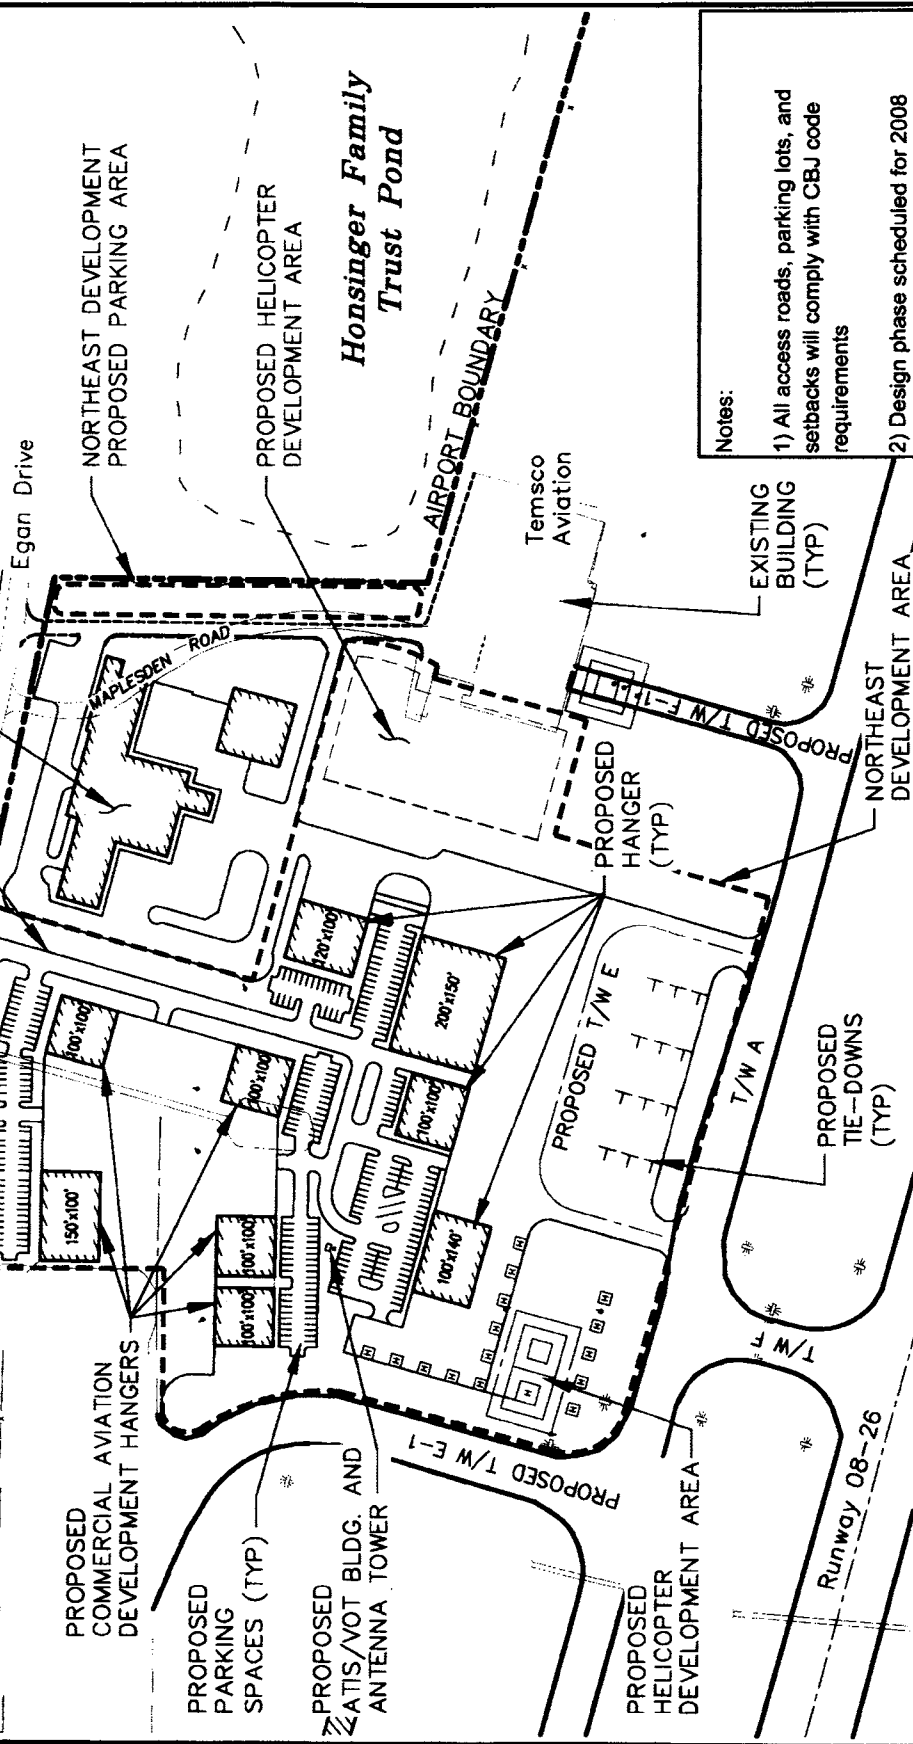 Egan Drive
NORTHEAST DEVELOPMENT
PROPOSED PARKING AREA
Honsinger Family
Trust Pond
PROPOSED HELICOPTER
DEVELOPMENT AREA
AIRPORT BOUNDARY
MAPLESDEN ROAD
Temsco
Aviation
EXISTING
BUILDING
(TYP)
Notes:
1) All access roads, parking lots, and
setbacks will comply with CBJ code
requirements
2) Design phase scheduled for 2008
PROPOSED T/W F-1
NORTHEAST
DEVELOPMENT AREA
PROPOSED
HANGER
(TYP)
120'x100'
200'x150'
100'x100'
100'x140'
100'x100'
100'x100'
150'x100'
100'x100'
100'x100'
PROPOSED T/W E
T/W A
PROPOSED
TIE-DOWNS
(TYP)
H
H
H
H
H
H
H
H
H
H
H
H
H
H
PROPOSED
COMMERCIAL AVIATION
DEVELOPMENT HANGERS
PROPOSED
PARKING
SPACES (TYP)
PROPOSED
ATIS/VOT BLDG. AND
ANTENNA TOWER
PROPOSED T/W E-1
PROPOSED
HELICOPTER
DEVELOPMENT AREA
T/W F
Runway 08-26